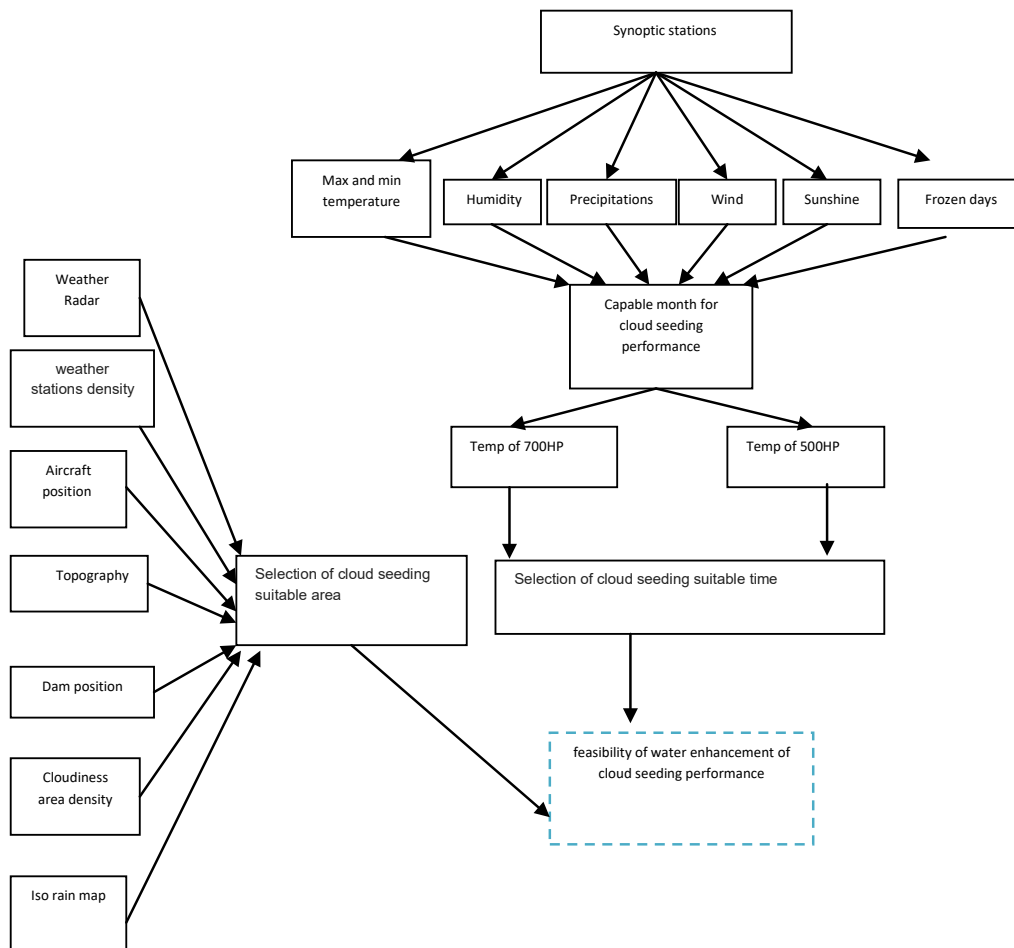 Synoptic stations
Max and min
temperature
Humidity
Precipitations
Wind
Sunshine
Frozen days
Capable month for
cloud seeding
performance
Temp of 700HP
Temp of 500HP
Selection of cloud seeding suitable time
Weather
Radar
weather
stations density
Aircraft
position
Topography
Dam position
Cloudiness
area density
Iso rain map
Selection of cloud seeding
suitable area
feasibility of water enhancement of
cloud seeding performance